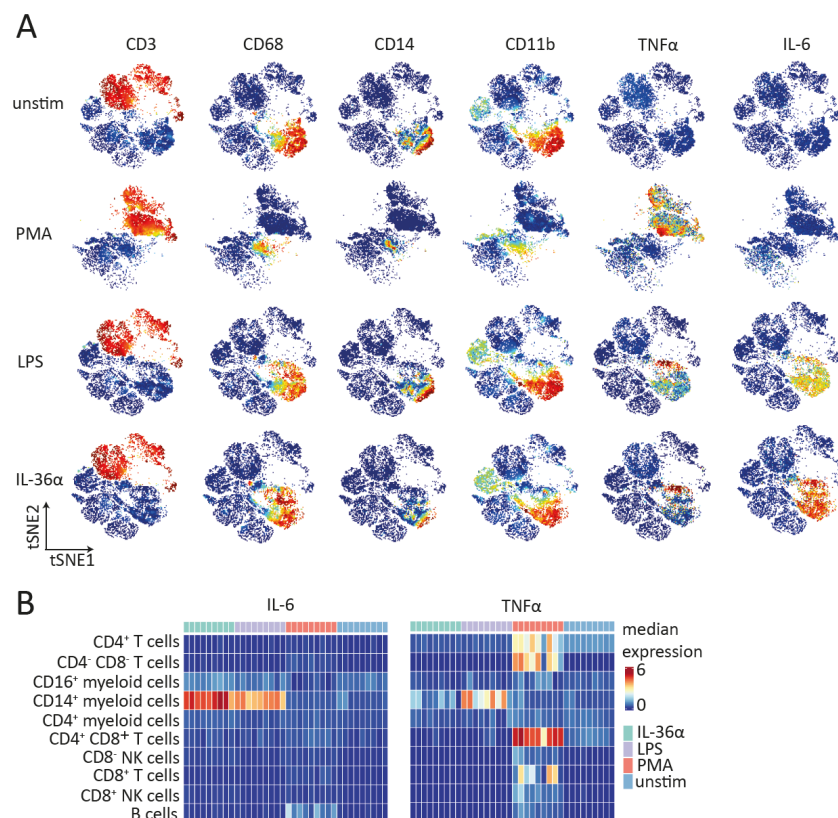 A
CD3 CD68 CD14 CD11b TNFα IL-6
unstim
PMA
LPS
IL-36α
tSNE2
tSNE1
B
IL-6 TNFα
CD4⁺ T cells
CD4⁻ CD8⁻ T cells
CD16⁺ myeloid cells
CD14⁺ myeloid cells
CD4⁺ myeloid cells
CD4⁺ CD8⁺ T cells
CD8⁻ NK cells
CD8⁺ T cells
CD8⁺ NK cells
B cells
median
expression
6
0
IL-36α
LPS
PMA
unstim